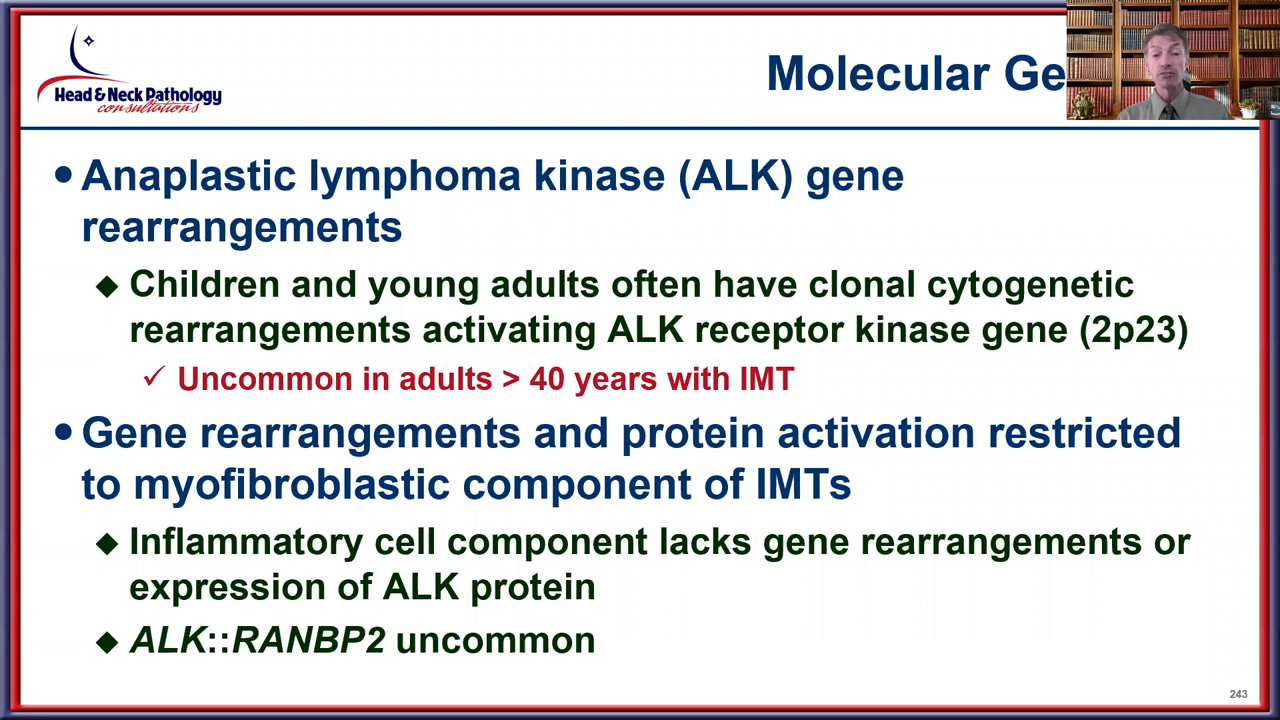 Head & Neck Pathology
consultations
Molecular Ge
• Anaplastic lymphoma kinase (ALK) gene
rearrangements
◆ Children and young adults often have clonal cytogenetic
rearrangements activating ALK receptor kinase gene (2p23)
✓ Uncommon in adults > 40 years with IMT
• Gene rearrangements and protein activation restricted
to myofibroblastic component of IMTs
◆ Inflammatory cell component lacks gene rearrangements or
expression of ALK protein
◆ ALK::RANBP2 uncommon
243